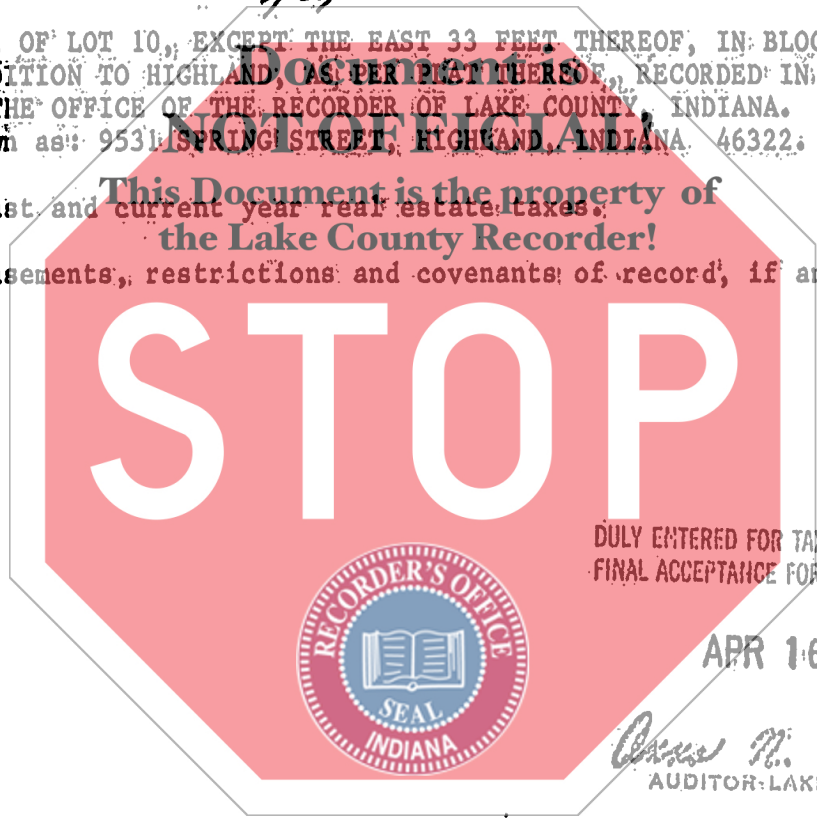 OF LOT 10, EXCEPT THE EAST 33 FEET THEREOF, IN BLOC
Document is
DITION TO HIGHLAND, AS PER PLAT THEREOF, RECORDED IN
HE OFFICE OF THE RECORDER OF LAKE COUNTY, INDIANA.
NOT OFFICIAL!
n as: 9531 SPRING STREET, HIGHLAND, INDIANA 46322.
This Document is the property of
st and current year real estate taxes.
the Lake County Recorder!
sements, restrictions and covenants of record, if an
STOP
DULY ENTERED FOR TAX
FINAL ACCEPTANCE FOR
RECORDER'S OFFICE
SEAL
INDIANA
APR 16
AUDITOR LAKE